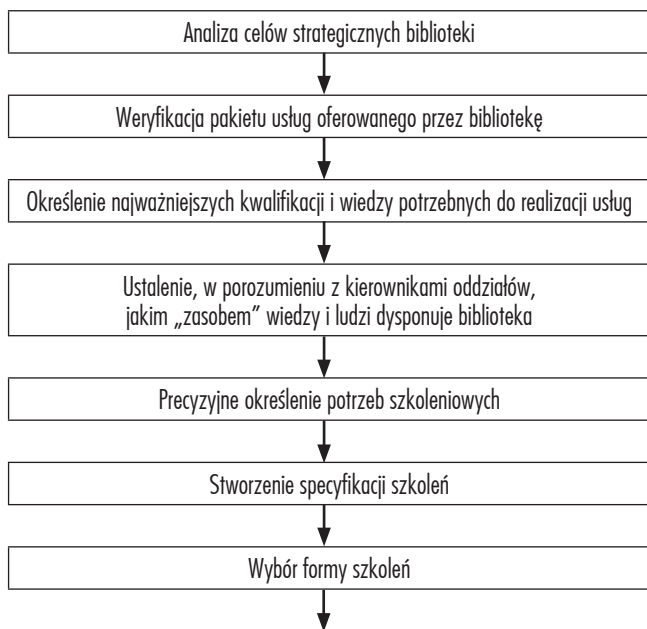 Analiza celów strategicznych biblioteki
Weryfikacja pakietu usług oferowanego przez bibliotekę
Określenie najważniejszych kwalifikacji i wiedzy potrzebnych do realizacji usług
Ustalenie, w porozumieniu z kierownikami oddziałów,
jakim „zasobem” wiedzy i ludzi dysponuje biblioteka
Precyzyjne określenie potrzeb szkoleniowych
Stworzenie specyfikacji szkoleń
Wybór formy szkoleń